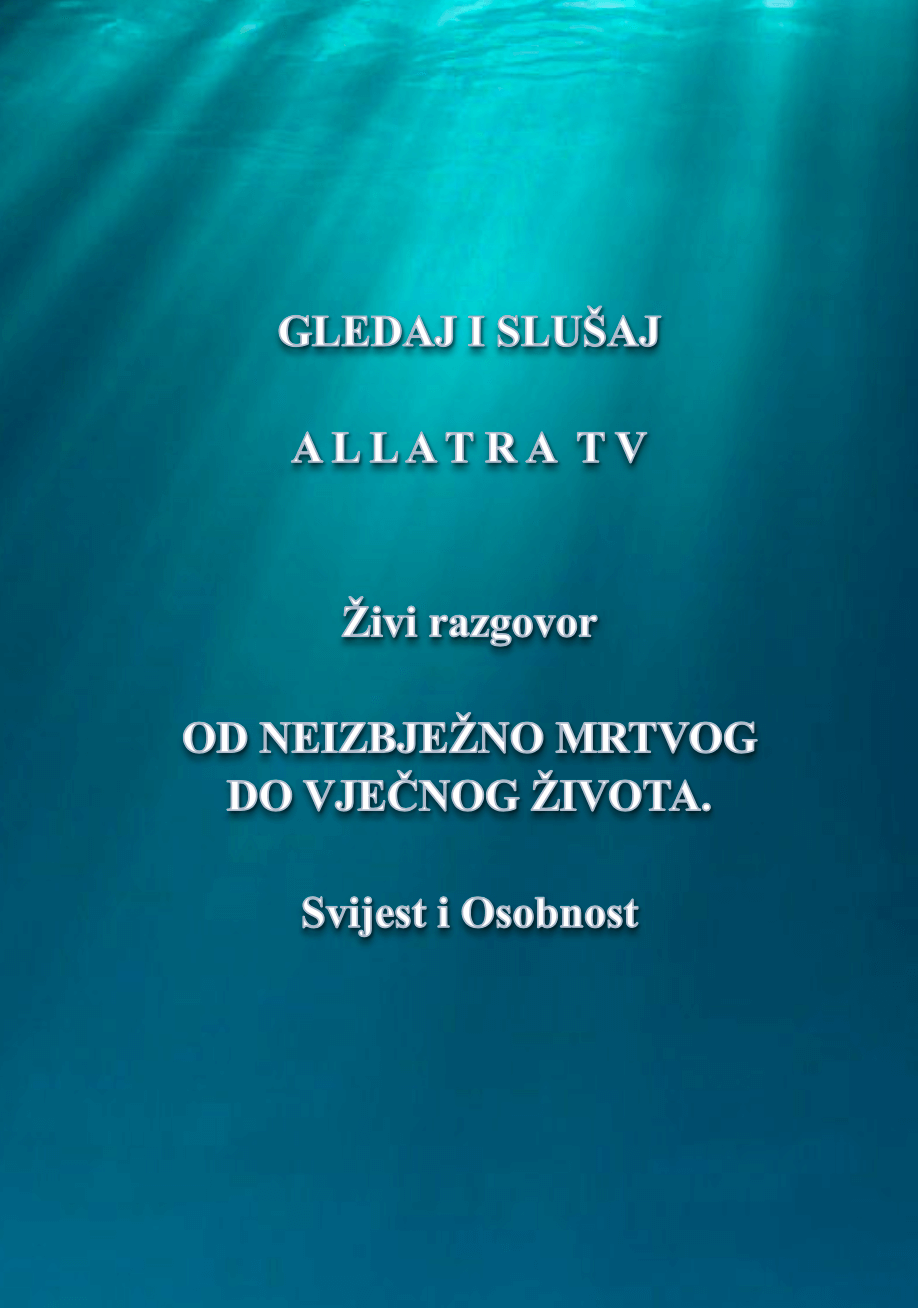 GLEDAJ I SLUŠAJ
A L L A T R A  T V
Živi razgovor
OD NEIZBJEŽNO MRTVOG
DO VJEČNOG ŽIVOTA.
Svijest i Osobnost